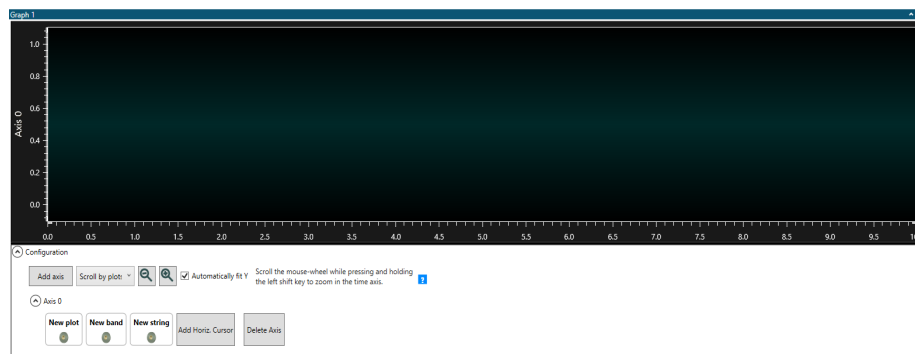 Graph 1
1.0
0.8
0.6
0.4
0.2
0.0
Axis 0
0.0 0.5 1.0 1.5 2.0 2.5 3.0 3.5 4.0 4.5 5.0 5.5 6.0 6.5 7.0 7.5 8.0 8.5 9.0 9.5
Configuration
Add axis Scroll by plot: Automatically fit Y Scroll the mouse-wheel while pressing and holding
the left shift key to zoom in the time axis. ?
Axis 0
New plot New band New string Add Horiz. Cursor Delete Axis